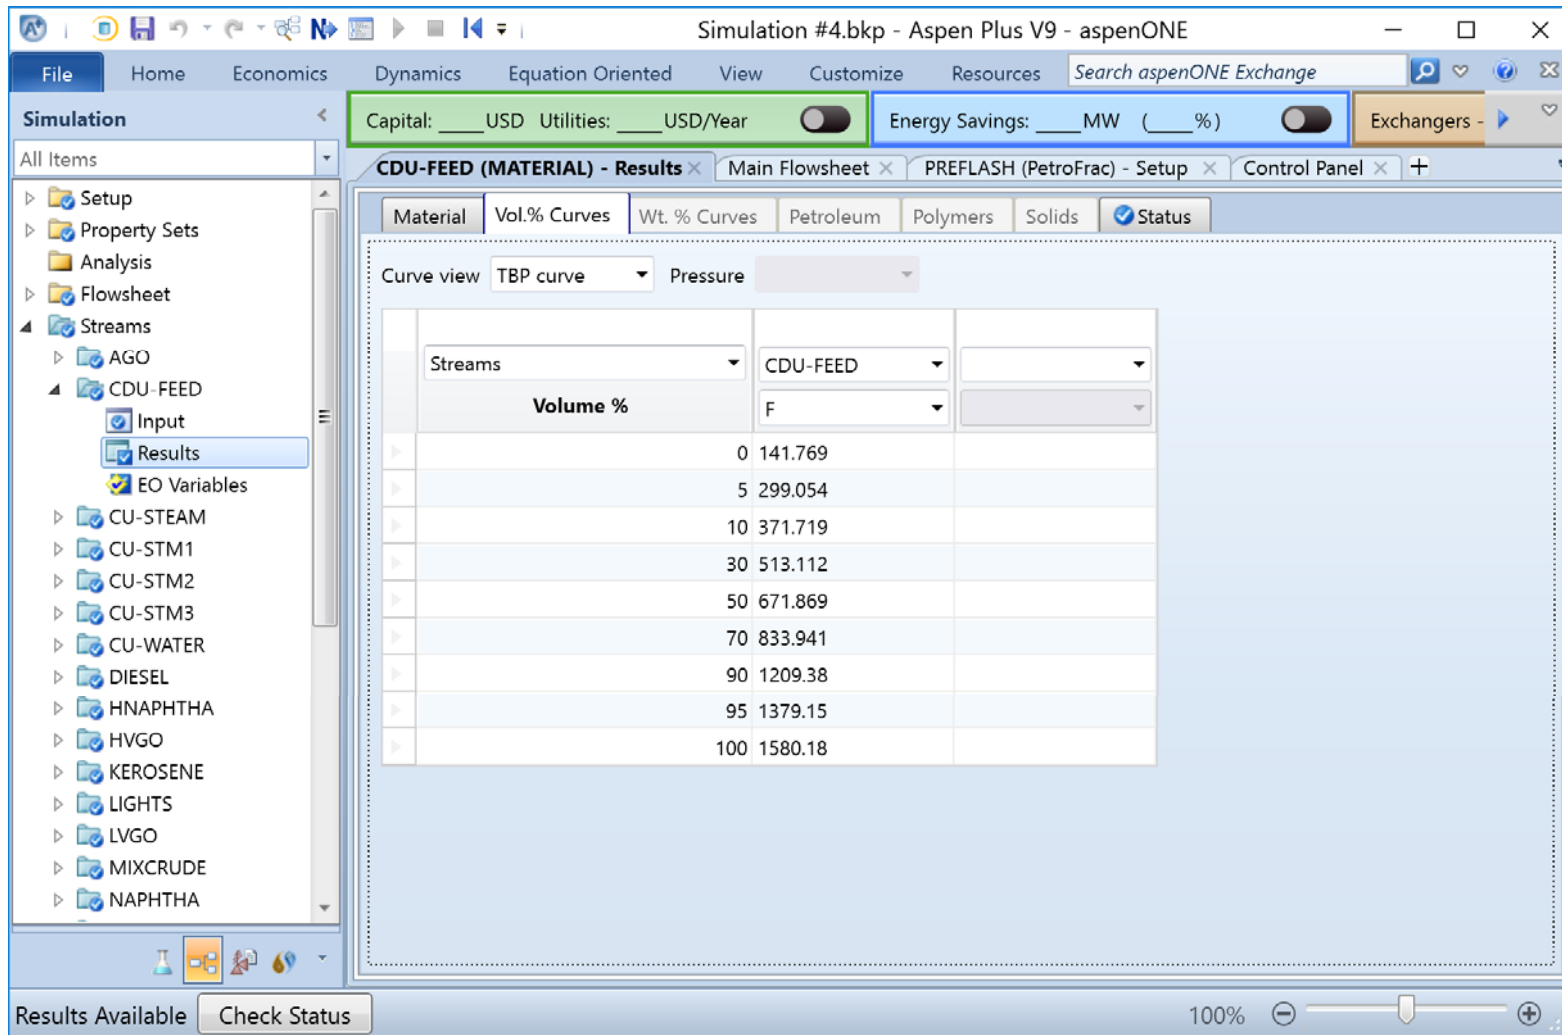 Simulation #4.bkp - Aspen Plus V9 - aspenONE
File Home Economics Dynamics Equation Oriented View Customize Resources Search aspenONE Exchange
Simulation
Capital: ____USD Utilities: ____USD/Year Energy Savings: ____MW (____%) Exchangers -
All Items
CDU-FEED (MATERIAL) - Results Main Flowsheet PREFLASH (PetroFrac) - Setup Control Panel
Setup
Property Sets
Analysis
Flowsheet
Streams
AGO
CDU-FEED
Input
Results
EO Variables
CU-STEAM
CU-STM1
CU-STM2
CU-STM3
CU-WATER
DIESEL
HNAPHTHA
HVGO
KEROSENE
LIGHTS
LVGO
MIXCRUDE
NAPHTHA
Material Vol.% Curves Wt. % Curves Petroleum Polymers Solids Status
Curve view TBP curve Pressure
Streams CDU-FEED
Volume % F
0 141.769
5 299.054
10 371.719
30 513.112
50 671.869
70 833.941
90 1209.38
95 1379.15
100 1580.18
Results Available Check Status 100%